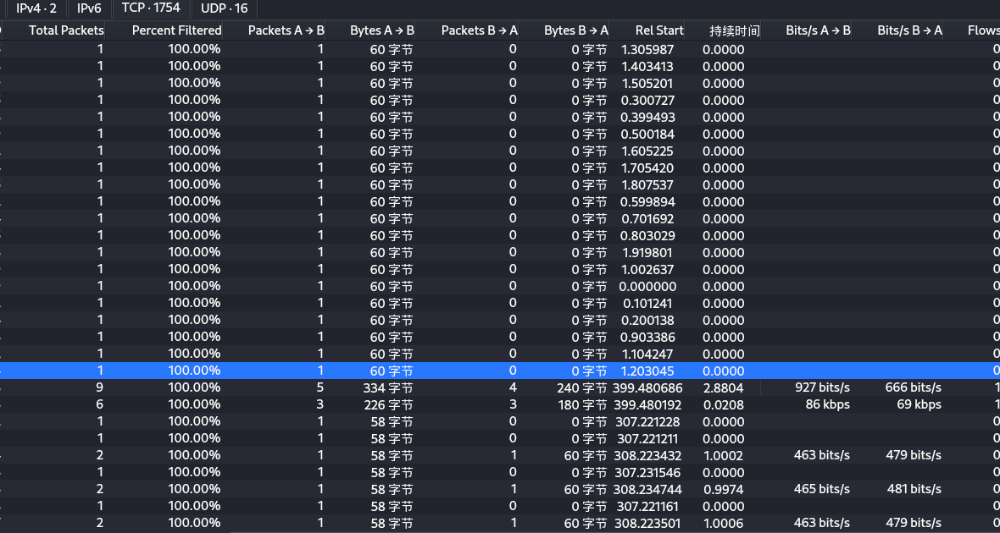 IPv4 · 2 IPv6 TCP · 1754 UDP · 16
Total Packets Percent Filtered Packets A → B Bytes A → B Packets B → A Bytes B → A Rel Start 持续时间 Bits/s A → B Bits/s B → A Flows
1 100.00% 1 60 字节 0 0 字节 1.305987 0.0000 0
1 100.00% 1 60 字节 0 0 字节 1.403413 0.0000 0
1 100.00% 1 60 字节 0 0 字节 1.505201 0.0000 0
1 100.00% 1 60 字节 0 0 字节 0.300727 0.0000 0
1 100.00% 1 60 字节 0 0 字节 0.399493 0.0000 0
1 100.00% 1 60 字节 0 0 字节 0.500184 0.0000 0
1 100.00% 1 60 字节 0 0 字节 1.605225 0.0000 0
1 100.00% 1 60 字节 0 0 字节 1.705420 0.0000 0
1 100.00% 1 60 字节 0 0 字节 1.807537 0.0000 0
1 100.00% 1 60 字节 0 0 字节 0.599894 0.0000 0
1 100.00% 1 60 字节 0 0 字节 0.701692 0.0000 0
1 100.00% 1 60 字节 0 0 字节 0.803029 0.0000 0
1 100.00% 1 60 字节 0 0 字节 1.919801 0.0000 0
1 100.00% 1 60 字节 0 0 字节 1.002637 0.0000 0
1 100.00% 1 60 字节 0 0 字节 0.000000 0.0000 0
1 100.00% 1 60 字节 0 0 字节 0.101241 0.0000 0
1 100.00% 1 60 字节 0 0 字节 0.200138 0.0000 0
1 100.00% 1 60 字节 0 0 字节 0.903386 0.0000 0
1 100.00% 1 60 字节 0 0 字节 1.104247 0.0000 0
1 100.00% 1 60 字节 0 0 字节 1.203045 0.0000 0
9 100.00% 5 334 字节 4 240 字节 399.480686 2.8804 927 bits/s 666 bits/s 1
6 100.00% 3 226 字节 3 180 字节 399.480192 0.0208 86 kbps 69 kbps 1
1 100.00% 1 58 字节 0 0 字节 307.221228 0.0000 0
1 100.00% 1 58 字节 0 0 字节 307.221211 0.0000 0
2 100.00% 1 58 字节 1 60 字节 308.223432 1.0002 463 bits/s 479 bits/s 0
1 100.00% 1 58 字节 0 0 字节 307.231546 0.0000 0
2 100.00% 1 58 字节 1 60 字节 308.234744 0.9974 465 bits/s 481 bits/s 0
1 100.00% 1 58 字节 0 0 字节 307.221161 0.0000 0
2 100.00% 1 58 字节 1 60 字节 308.223501 1.0006 463 bits/s 479 bits/s 0